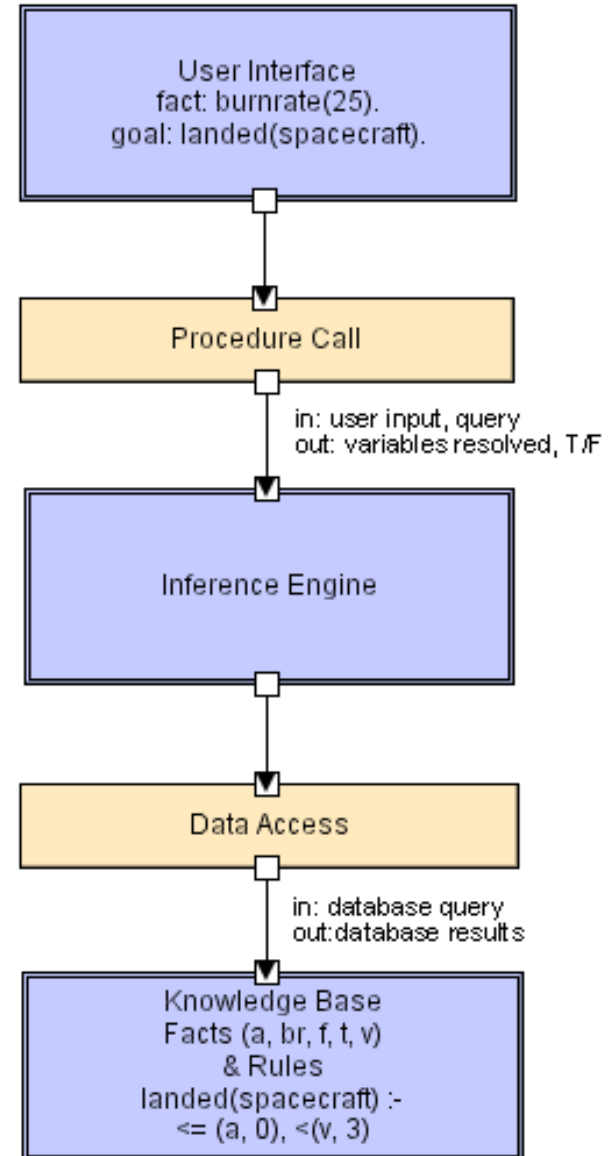 User Interface
fact: burnrate(25).
goal: landed(spacecraft).
Procedure Call
in: user input, query
out: variables resolved, T/F
Inference Engine
Data Access
in: database query
out:database results
Knowledge Base
Facts (a, br, f, t, v)
& Rules
landed(spacecraft) :-
<= (a, 0), <(v, 3)